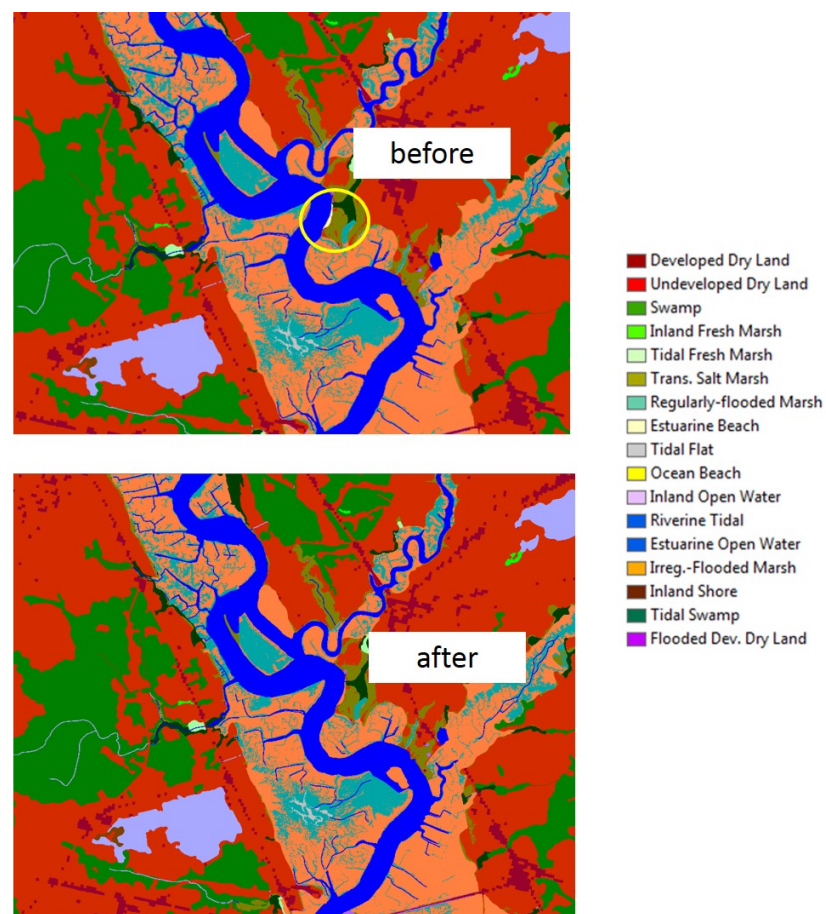 before
Developed Dry Land
Undeveloped Dry Land
Swamp
Inland Fresh Marsh
Tidal Fresh Marsh
Trans. Salt Marsh
Regularly-flooded Marsh
Estuarine Beach
Tidal Flat
Ocean Beach
Inland Open Water
Riverine Tidal
Estuarine Open Water
Irreg.-Flooded Marsh
Inland Shore
Tidal Swamp
Flooded Dev. Dry Land
after